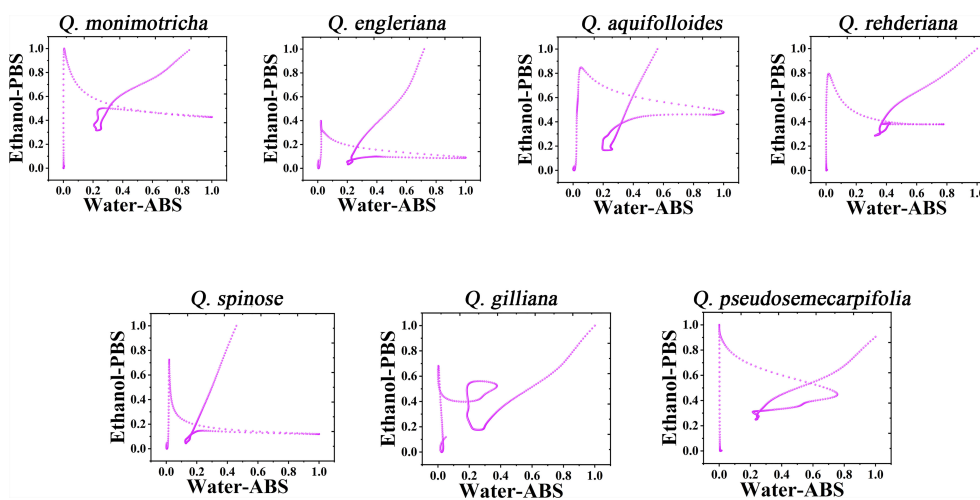 Q. monimotricha
Q. engleriana
Q. aquifolloides
Q. rehderiana
Ethanol-PBS
1.0
0.8
0.6
0.4
0.2
0.0
0.0 0.2 0.4 0.6 0.8 1.0
Water-ABS
Ethanol-PBS
1.0
0.8
0.6
0.4
0.2
0.0
0.0 0.2 0.4 0.6 0.8 1.0
Water-ABS
Ethanol-PBS
1.0
0.8
0.6
0.4
0.2
0.0
0.0 0.2 0.4 0.6 0.8 1.0
Water-ABS
Ethanol-PBS
1.0
0.8
0.6
0.4
0.2
0.0
0.0 0.2 0.4 0.6 0.8 1.0
Water-ABS
Q. spinose
Q. gilliana
Q. pseudosemecarpifolia
Ethanol-PBS
1.0
0.8
0.6
0.4
0.2
0.0
0.0 0.2 0.4 0.6 0.8 1.0
Water-ABS
Ethanol-PBS
1.0
0.8
0.6
0.4
0.2
0.0
0.0 0.2 0.4 0.6 0.8 1.0
Water-ABS
Ethanol-PBS
1.0
0.8
0.6
0.4
0.2
0.0
0.0 0.2 0.4 0.6 0.8 1.0
Water-ABS